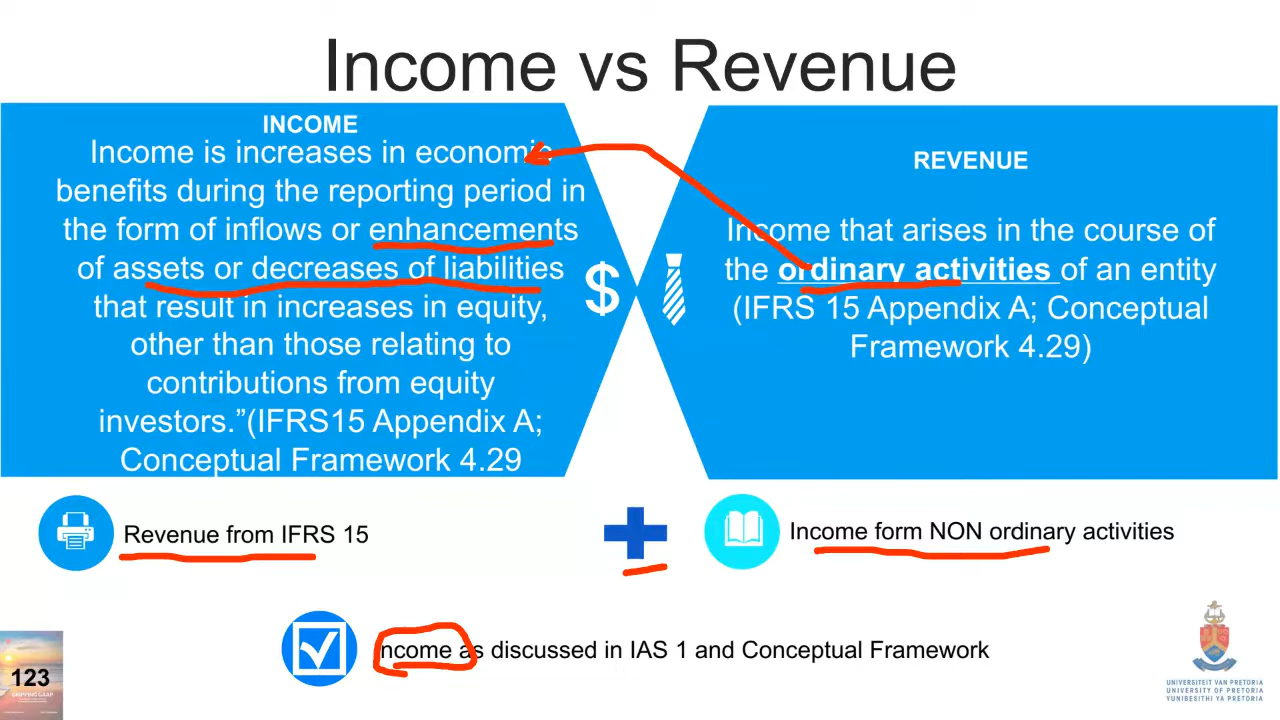 Income vs Revenue
INCOME
Income is increases in economic
benefits during the reporting period in
the form of inflows or enhancements
of assets or decreases of liabilities
that result in increases in equity,
other than those relating to
contributions from equity
investors.”(IFRS15 Appendix A;
Conceptual Framework 4.29
$
REVENUE
Income that arises in the course of
the ordinary activities of an entity
(IFRS 15 Appendix A; Conceptual
Framework 4.29)
Revenue from IFRS 15
Income form NON ordinary activities
Income as discussed in IAS 1 and Conceptual Framework
123
GRIPPING GAAP
UNIVERSITEIT VAN PRETORIA
UNIVERSITY OF PRETORIA
YUNIBESITHI YA PRETORIA